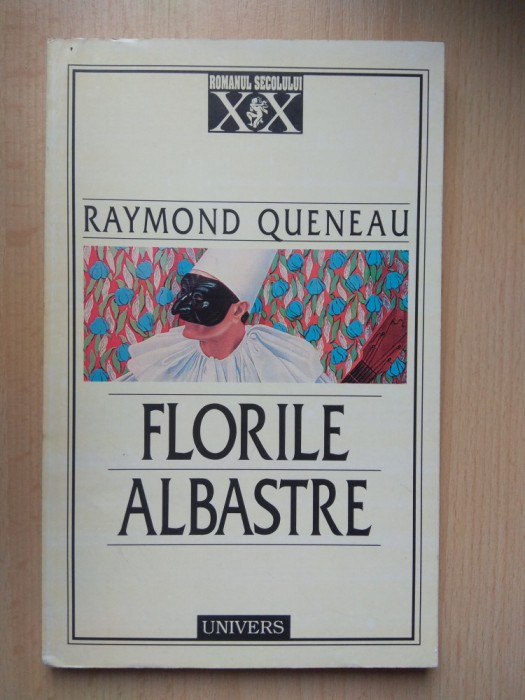 ROMANUL SECOLULUI
XX
RAYMOND QUENEAU
FLORILE
ALBASTRE
UNIVERS